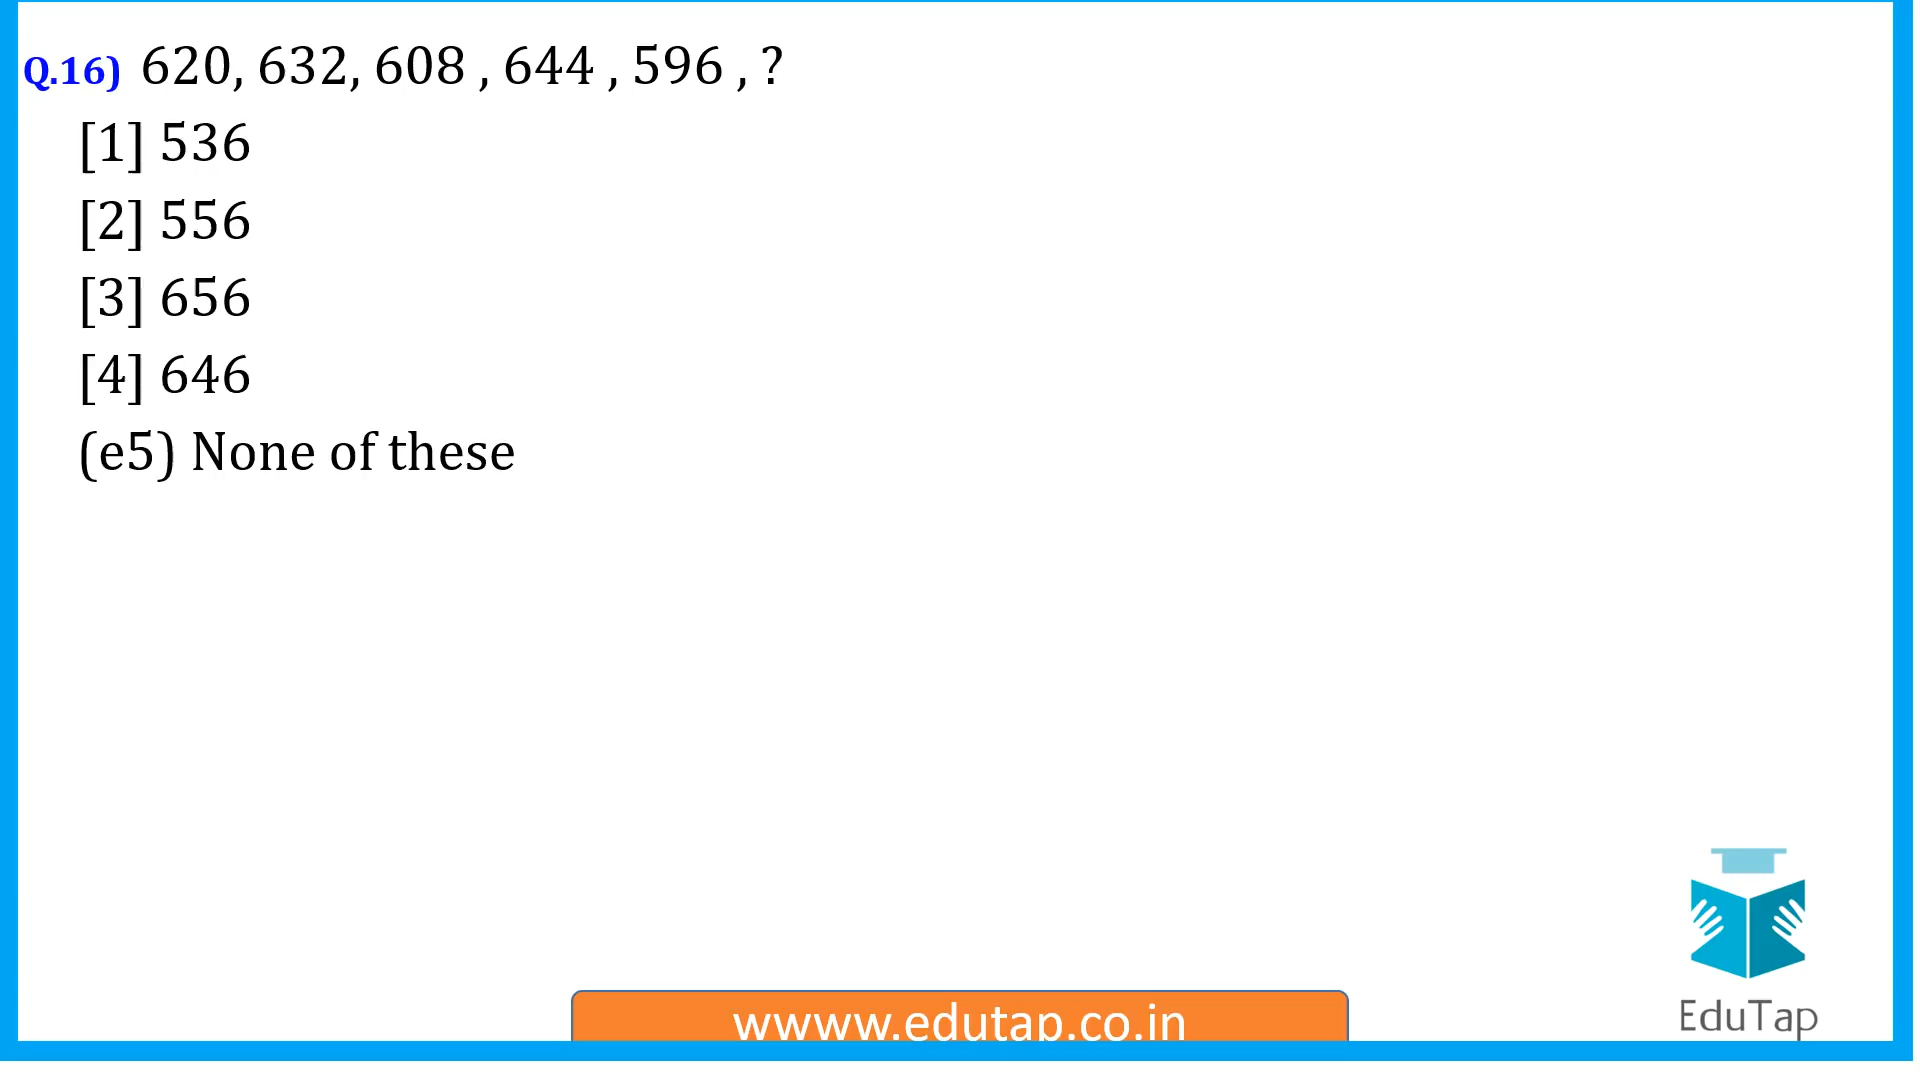 Q.16) 620, 632, 608 , 644 , 596 , ?
[1] 536
[2] 556
[3] 656
[4] 646
(e5) None of these
EduTap
wwww.edutap.co.in